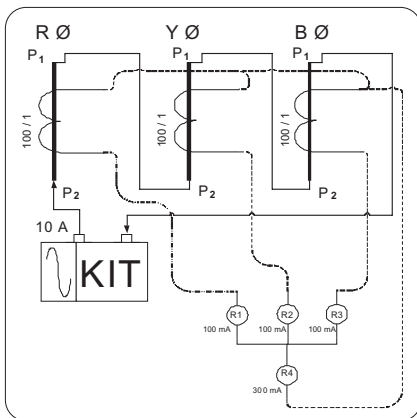 R Ø Y Ø B Ø
P1 P1 P1
100 / 1 100 / 1 100 / 1
P2 P2 P2
10 A
KIT
R1 R2 R3
100 mA 100 mA 100 mA
R4
300 mA